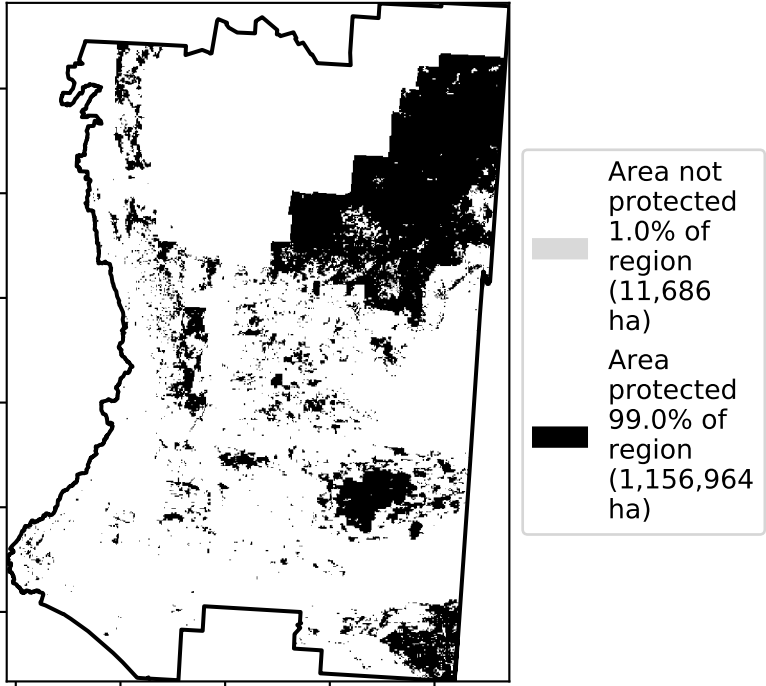 Area not
protected
1.0% of
region
(11,686
ha)
Area
protected
99.0% of
region
(1,156,964
ha)